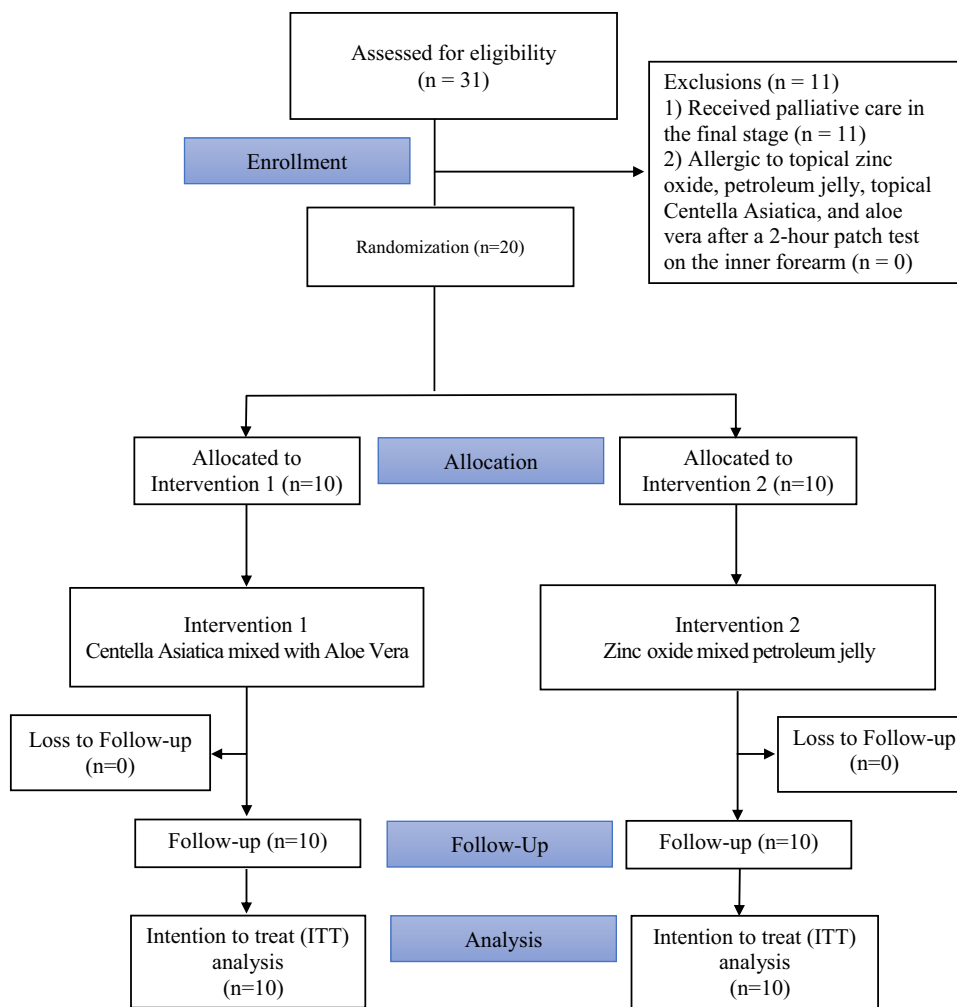 Assessed for eligibility
(n = 31)
Exclusions (n = 11)
1) Received palliative care in
the final stage (n = 11)
2) Allergic to topical zinc
oxide, petroleum jelly, topical
Centella Asiatica, and aloe
vera after a 2-hour patch test
on the inner forearm (n = 0)
Enrollment
Randomization (n=20)
Allocated to
Intervention 1 (n=10)
Allocation
Allocated to
Intervention 2 (n=10)
Intervention 1
Centella Asiatica mixed with Aloe Vera
Intervention 2
Zinc oxide mixed petroleum jelly
Loss to Follow-up
(n=0)
Loss to Follow-up
(n=0)
Follow-up (n=10)
Follow-Up
Follow-up (n=10)
Intention to treat (ITT)
analysis
(n=10)
Analysis
Intention to treat (ITT)
analysis
(n=10)